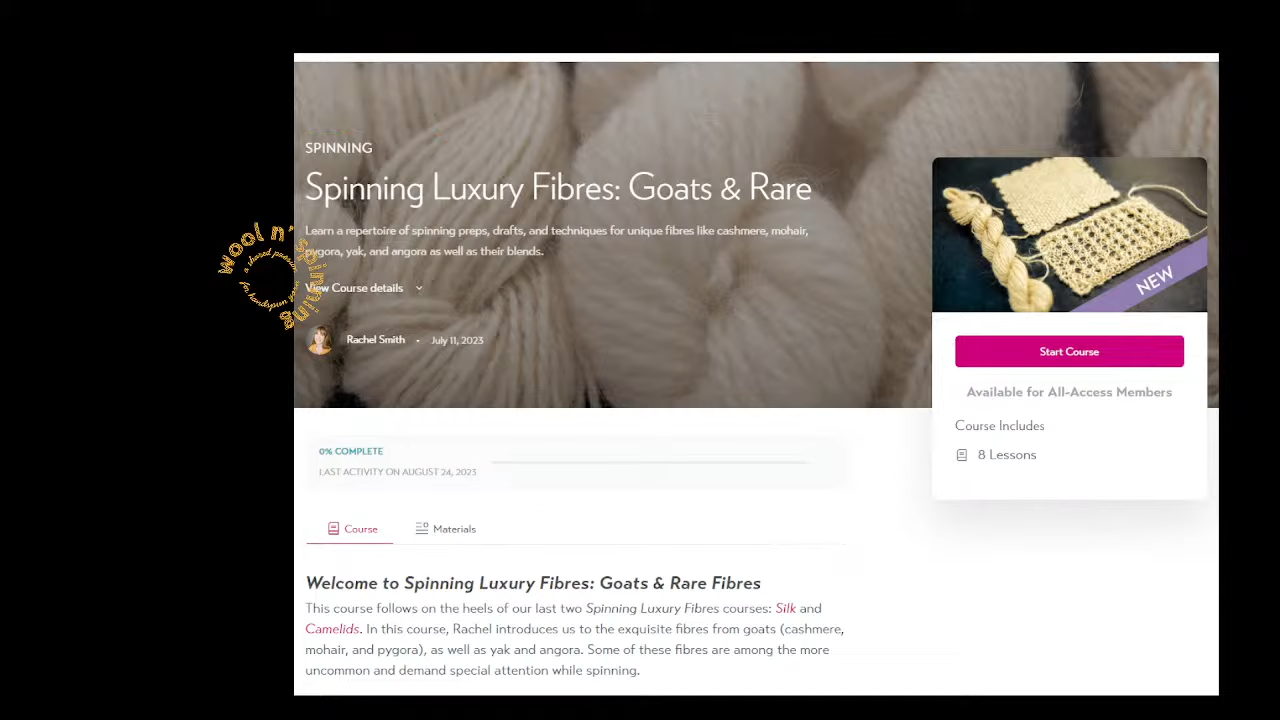 SPINNING
Spinning Luxury Fibres: Goats & Rare
Learn a repertoire of spinning preps, drafts, and techniques for unique fibres like cashmere, mohair,
pygora, yak, and angora as well as their blends.
View Course details
Rachel Smith • July 11, 2023
wool n' spinning
a shared passion
for handspun wool
NEW
Start Course
Available for All-Access Members
Course Includes
8 Lessons
0% COMPLETE
LAST ACTIVITY ON AUGUST 24, 2023
Course
Materials
Welcome to Spinning Luxury Fibres: Goats & Rare Fibres
This course follows on the heels of our last two Spinning Luxury Fibres courses: Silk and
Camelids. In this course, Rachel introduces us to the exquisite fibres from goats (cashmere,
mohair, and pygora), as well as yak and angora. Some of these fibres are among the more
uncommon and demand special attention while spinning.